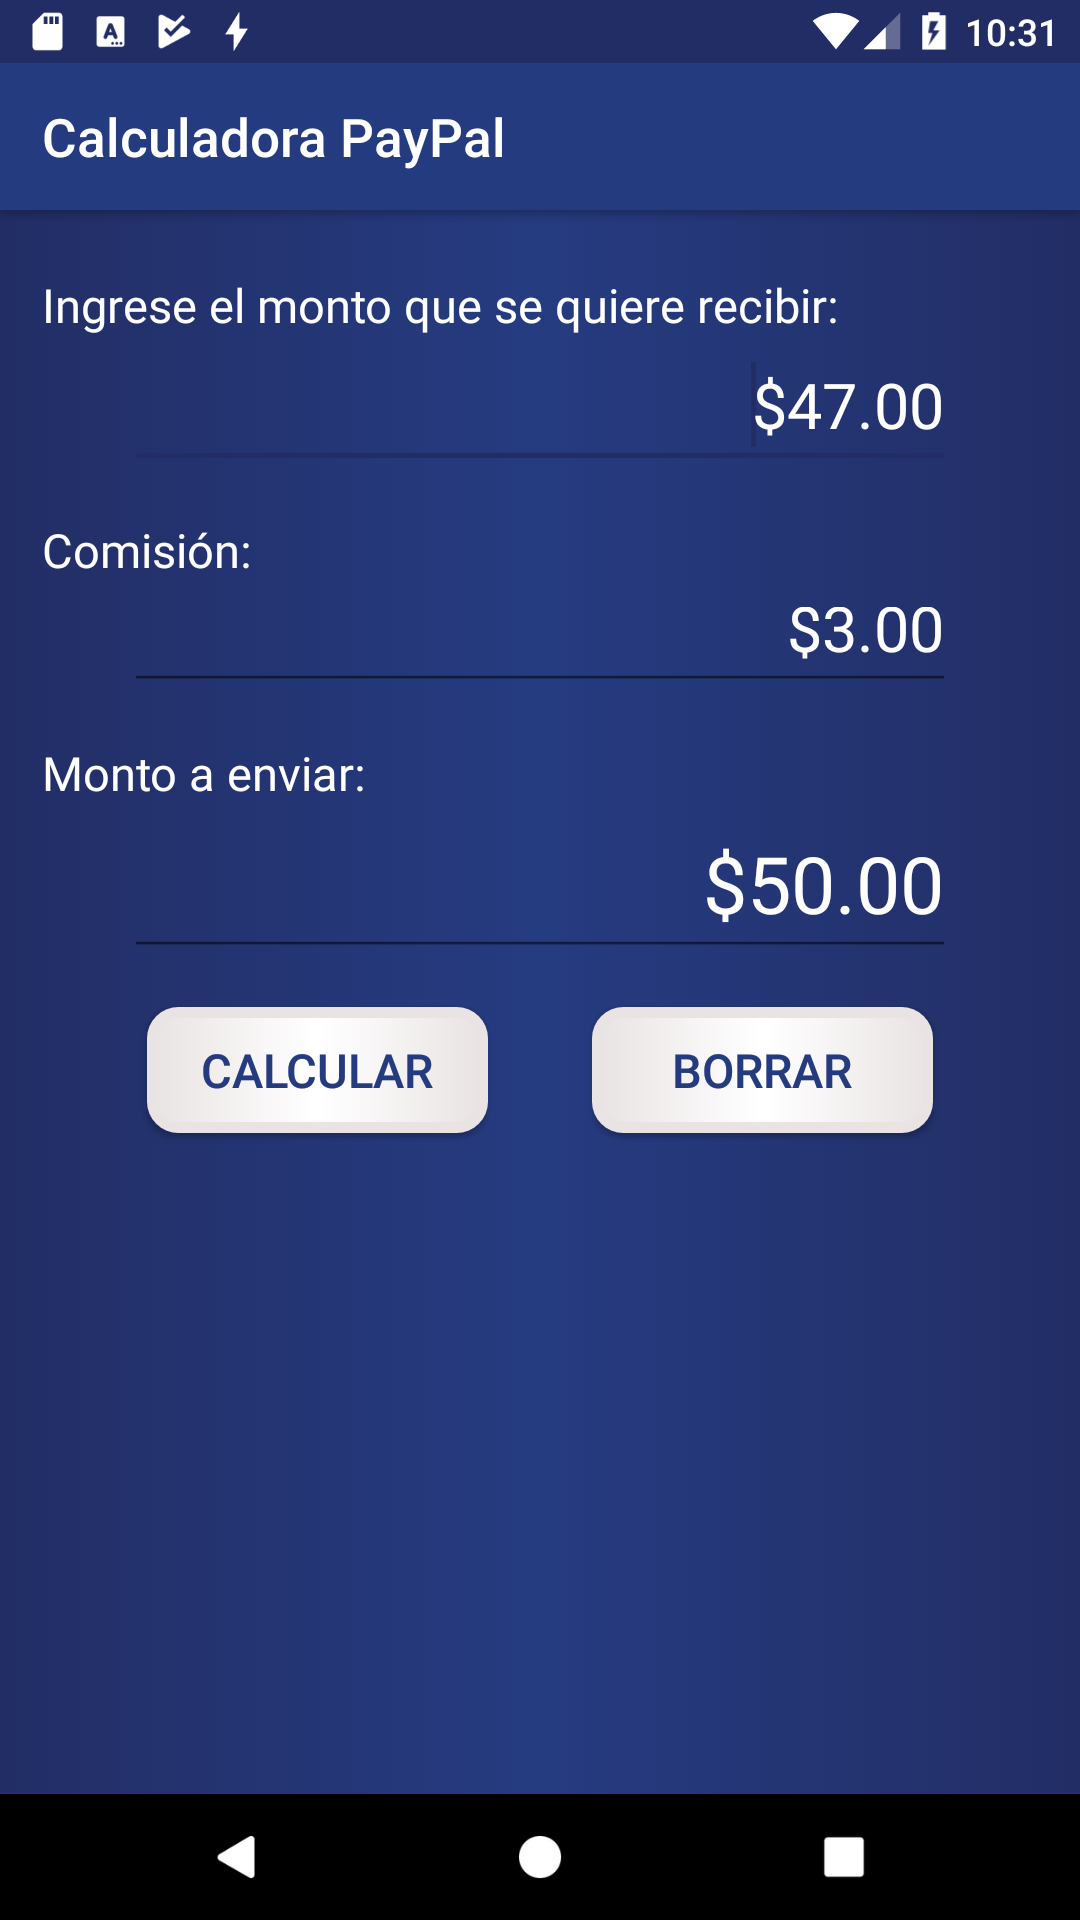 10:31
Calculadora PayPal
Ingrese el monto que se quiere recibir:
$47.00
Comisión:
$3.00
Monto a enviar:
$50.00
CALCULAR BORRAR